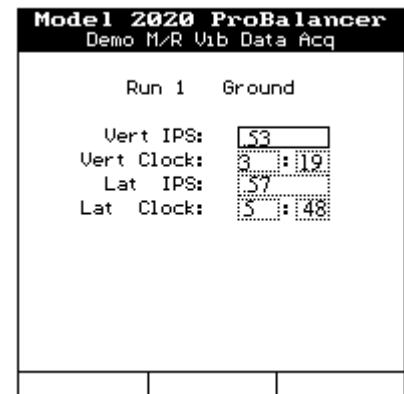 Model 2020 ProBalancer
Demo M/R Vib Data Acq
Run 1 Ground
Vert IPS: .53
Vert Clock: 3 : 19
Lat IPS: .57
Lat Clock: 5 : 48